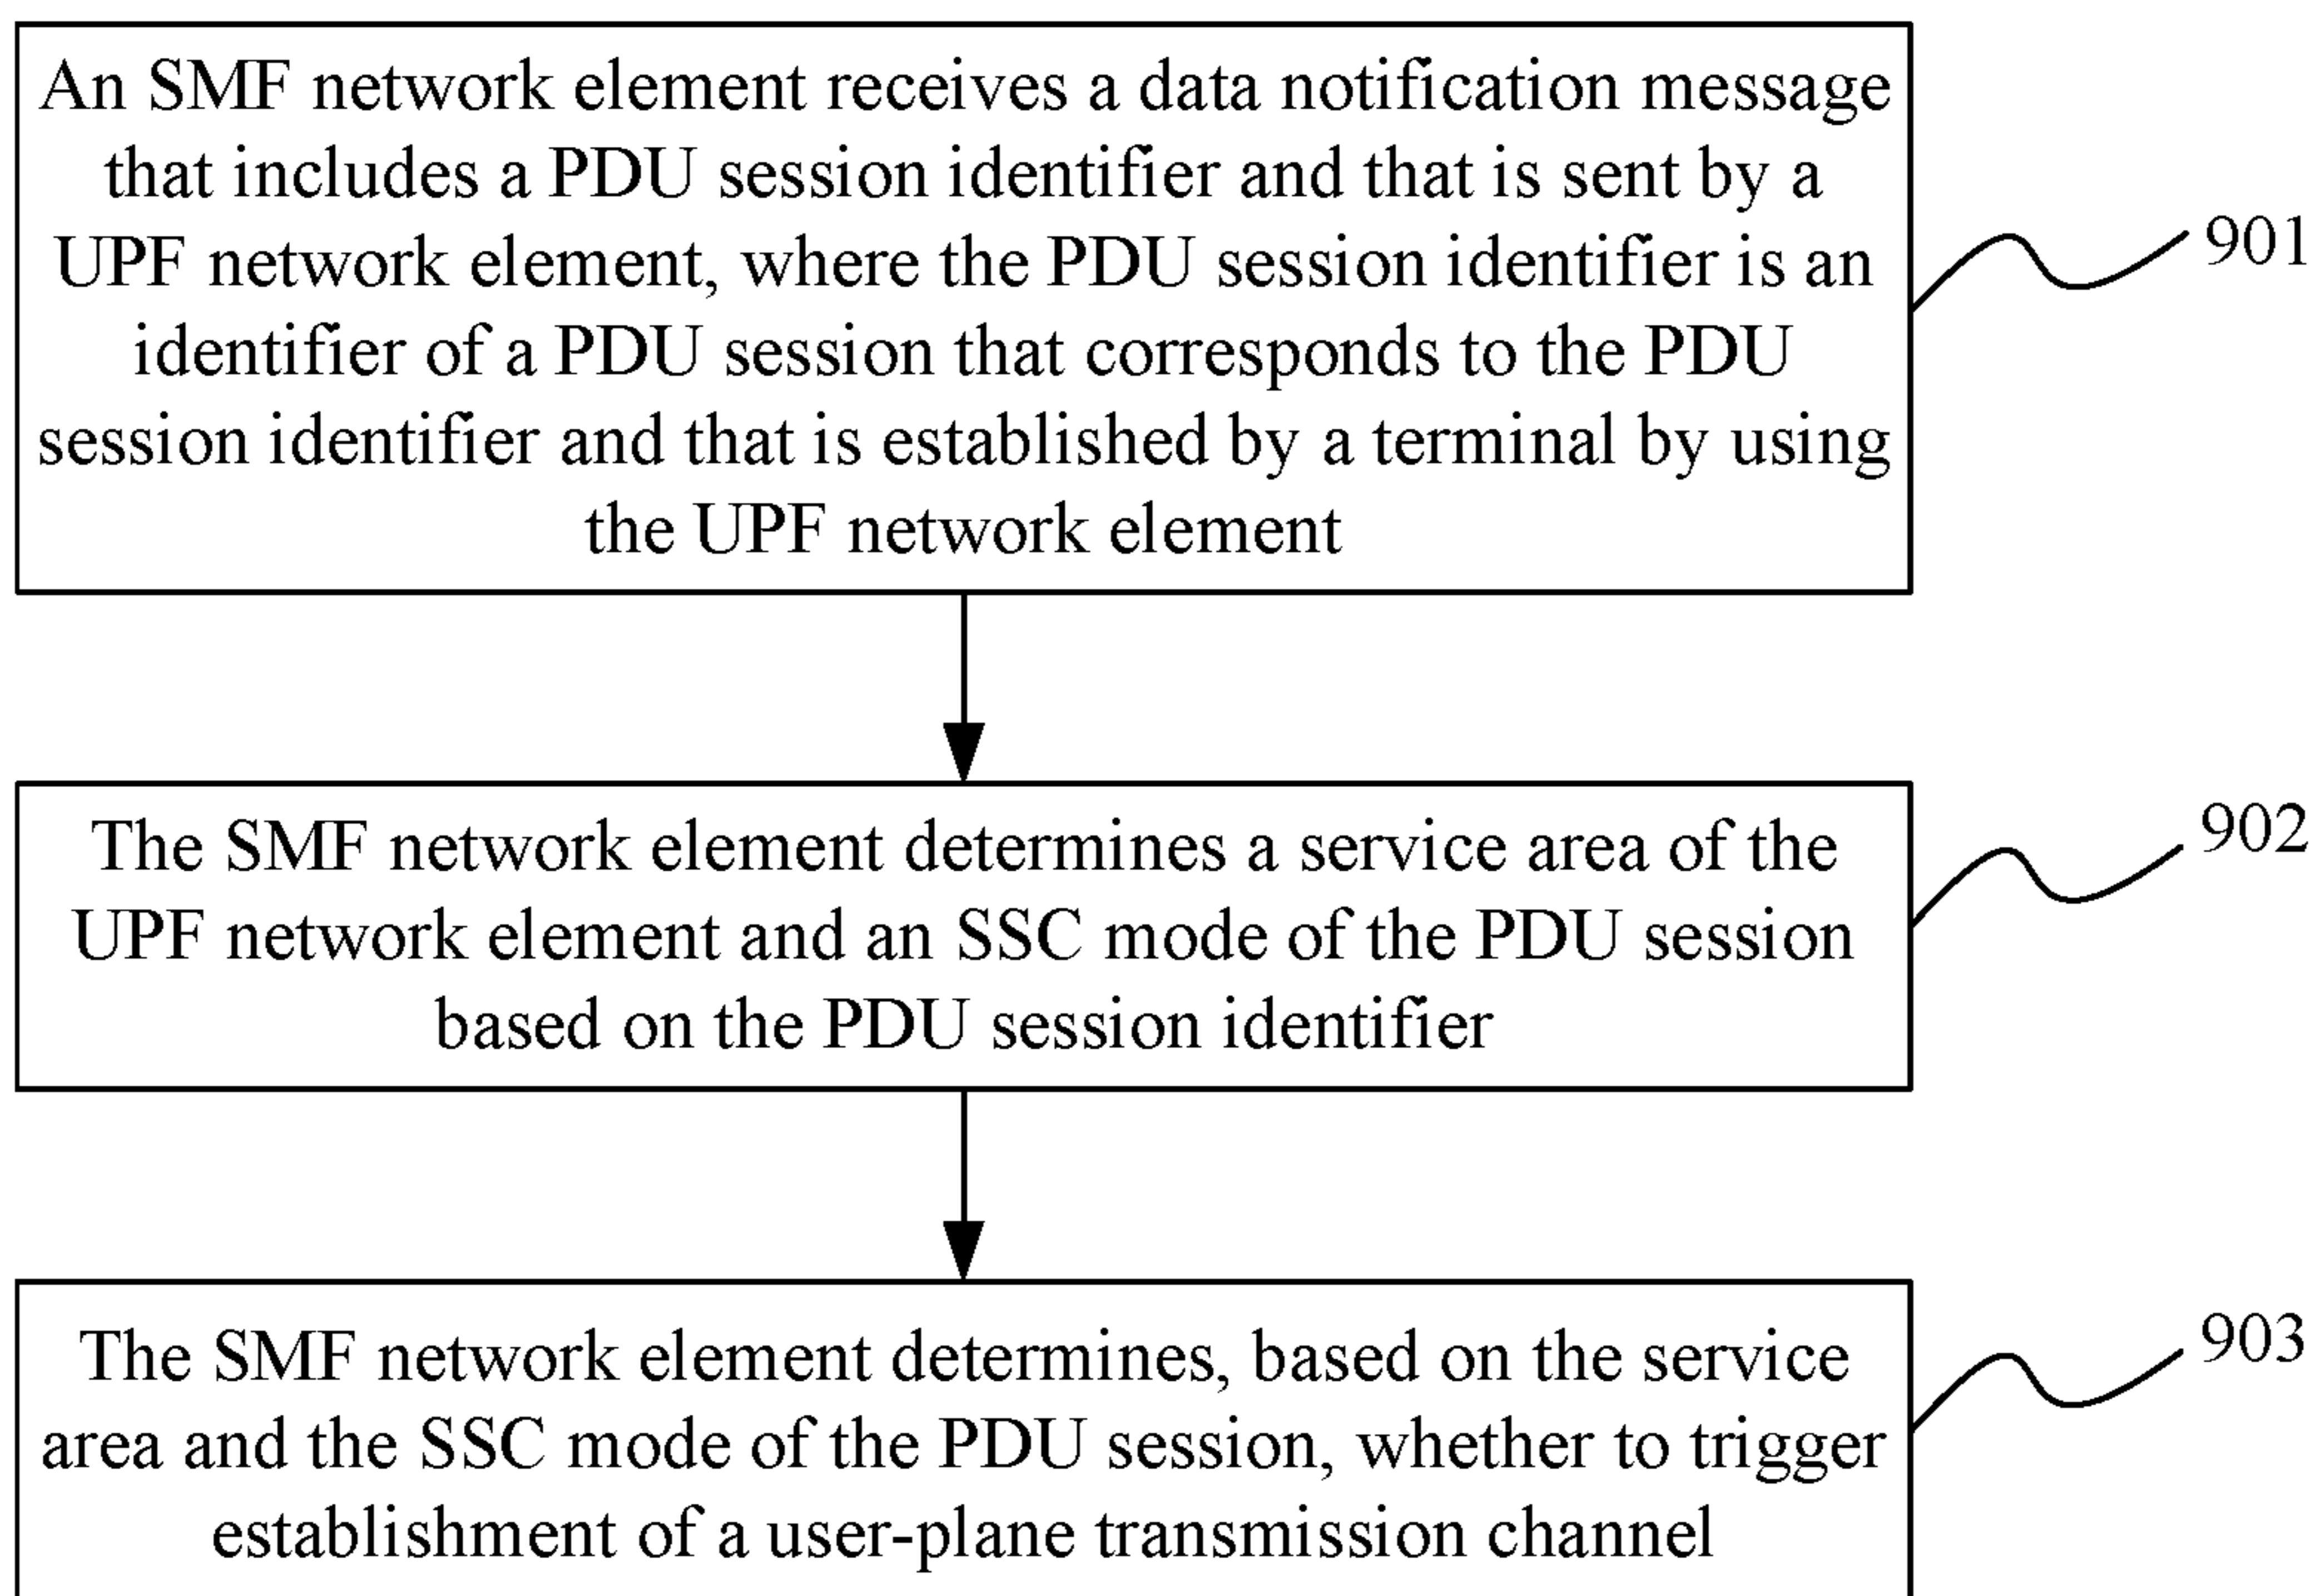 An SMF network element receives a data notification message
that includes a PDU session identifier and that is sent by a
UPF network element, where the PDU session identifier is an
identifier of a PDU session that corresponds to the PDU
session identifier and that is established by a terminal by using
the UPF network element
901
The SMF network element determines a service area of the
UPF network element and an SSC mode of the PDU session
based on the PDU session identifier
902
The SMF network element determines, based on the service
area and the SSC mode of the PDU session, whether to trigger
establishment of a user-plane transmission channel
903